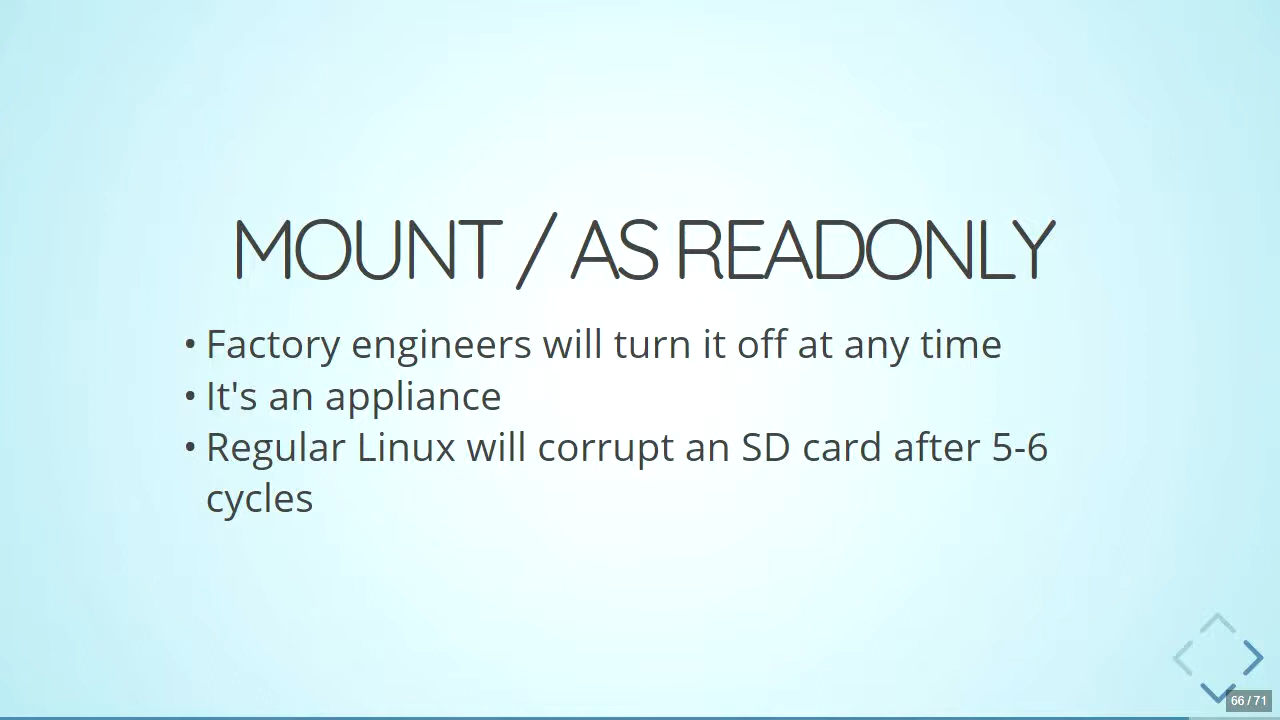 MOUNT / AS READONLY
• Factory engineers will turn it off at any time
• It's an appliance
• Regular Linux will corrupt an SD card after 5-6
cycles
66 / 71